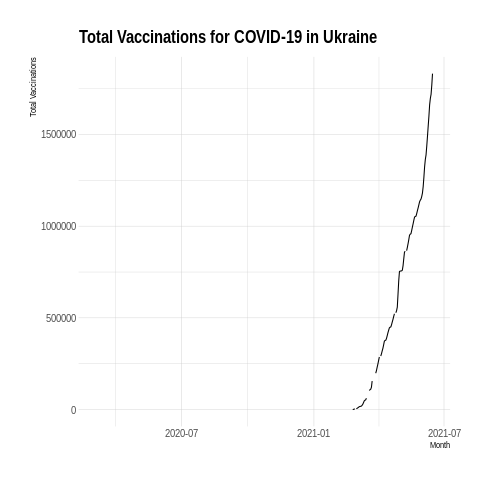 Total Vaccinations for COVID-19 in Ukraine
Total Vaccinations
1500000
1000000
500000
0
2020-07
2021-01
2021-07
Month